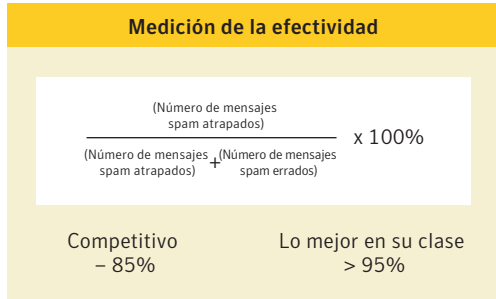 Medición de la efectividad
(Número de mensajes
spam atrapados)
x 100%
(Número de mensajes + (Número de mensajes
spam atrapados) spam errados)
Competitivo
– 85%
Lo mejor en su clase
> 95%